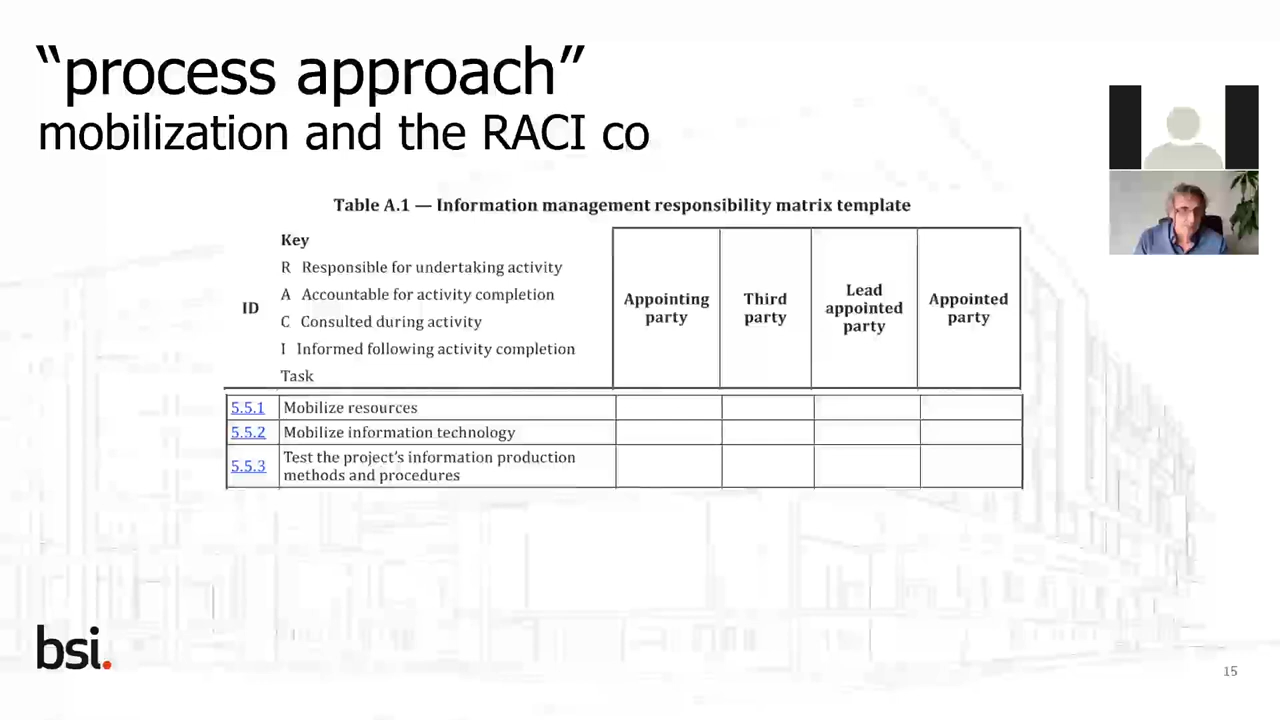 “process approach”
mobilization and the RACI co
Table A.1 — Information management responsibility matrix template
ID
Key
R Responsible for undertaking activity
A Accountable for activity completion
C Consulted during activity
I Informed following activity completion
Task
Appointing
party
Third
party
Lead
appointed
party
Appointed
party
5.5.1 Mobilize resources
5.5.2 Mobilize information technology
5.5.3 Test the project’s information production
methods and procedures
bsi.
15